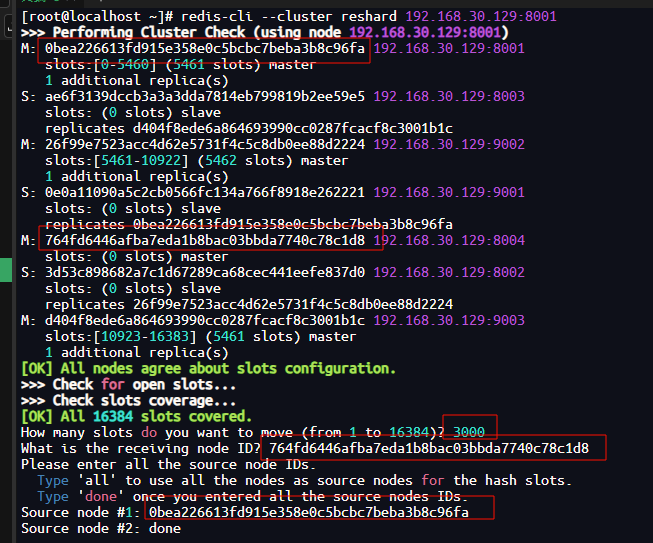 [root@localhost ~]# redis-cli --cluster reshard 192.168.30.129:8001
>>> Performing Cluster Check (using node 192.168.30.129:8001)
M: 0bea226613fd915e358e0c5bcbc7beba3b8c96fa 192.168.30.129:8001
   slots:[0-5460] (5461 slots) master
   1 additional replica(s)
S: ae6f3139dccb3a3a3dda7814eb799819b2ee59e5 192.168.30.129:8003
   slots: (0 slots) slave
   replicates d404f8ede6a864693990cc0287fcacf8c3001b1c
M: 26f99e7523acc4d62e5731f4c5c8db0ee88d2224 192.168.30.129:9002
   slots:[5461-10922] (5462 slots) master
   1 additional replica(s)
S: 0e0a11090a5c2cb0566fc134a766f8918e262221 192.168.30.129:9001
   slots: (0 slots) slave
   replicates 0bea226613fd915e358e0c5bcbc7beba3b8c96fa
M: 764fd6446afba7eda1b8bac03bbda7740c78c1d8 192.168.30.129:8004
   slots: (0 slots) master
S: 3d53c898682a7c1d67289ca68cec441eefe837d0 192.168.30.129:8002
   slots: (0 slots) slave
   replicates 26f99e7523acc4d62e5731f4c5c8db0ee88d2224
M: d404f8ede6a864693990cc0287fcacf8c3001b1c 192.168.30.129:9003
   slots:[10923-16383] (5461 slots) master
   1 additional replica(s)
[OK] All nodes agree about slots configuration.
>>> Check for open slots...
>>> Check slots coverage...
[OK] All 16384 slots covered.
How many slots do you want to move (from 1 to 16384)? 3000
What is the receiving node ID? 764fd6446afba7eda1b8bac03bbda7740c78c1d8
Please enter all the source node IDs.
  Type 'all' to use all the nodes as source nodes for the hash slots.
  Type 'done' once you entered all the source nodes IDs.
Source node #1: 0bea226613fd915e358e0c5bcbc7beba3b8c96fa
Source node #2: done